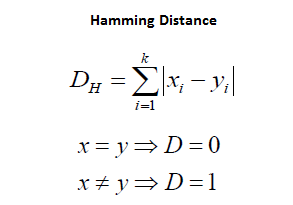 Hamming Distance
D_H = \sum_{i=1}^{k} |x_i - y_i|
x = y ⇒ D = 0
x ≠ y ⇒ D = 1